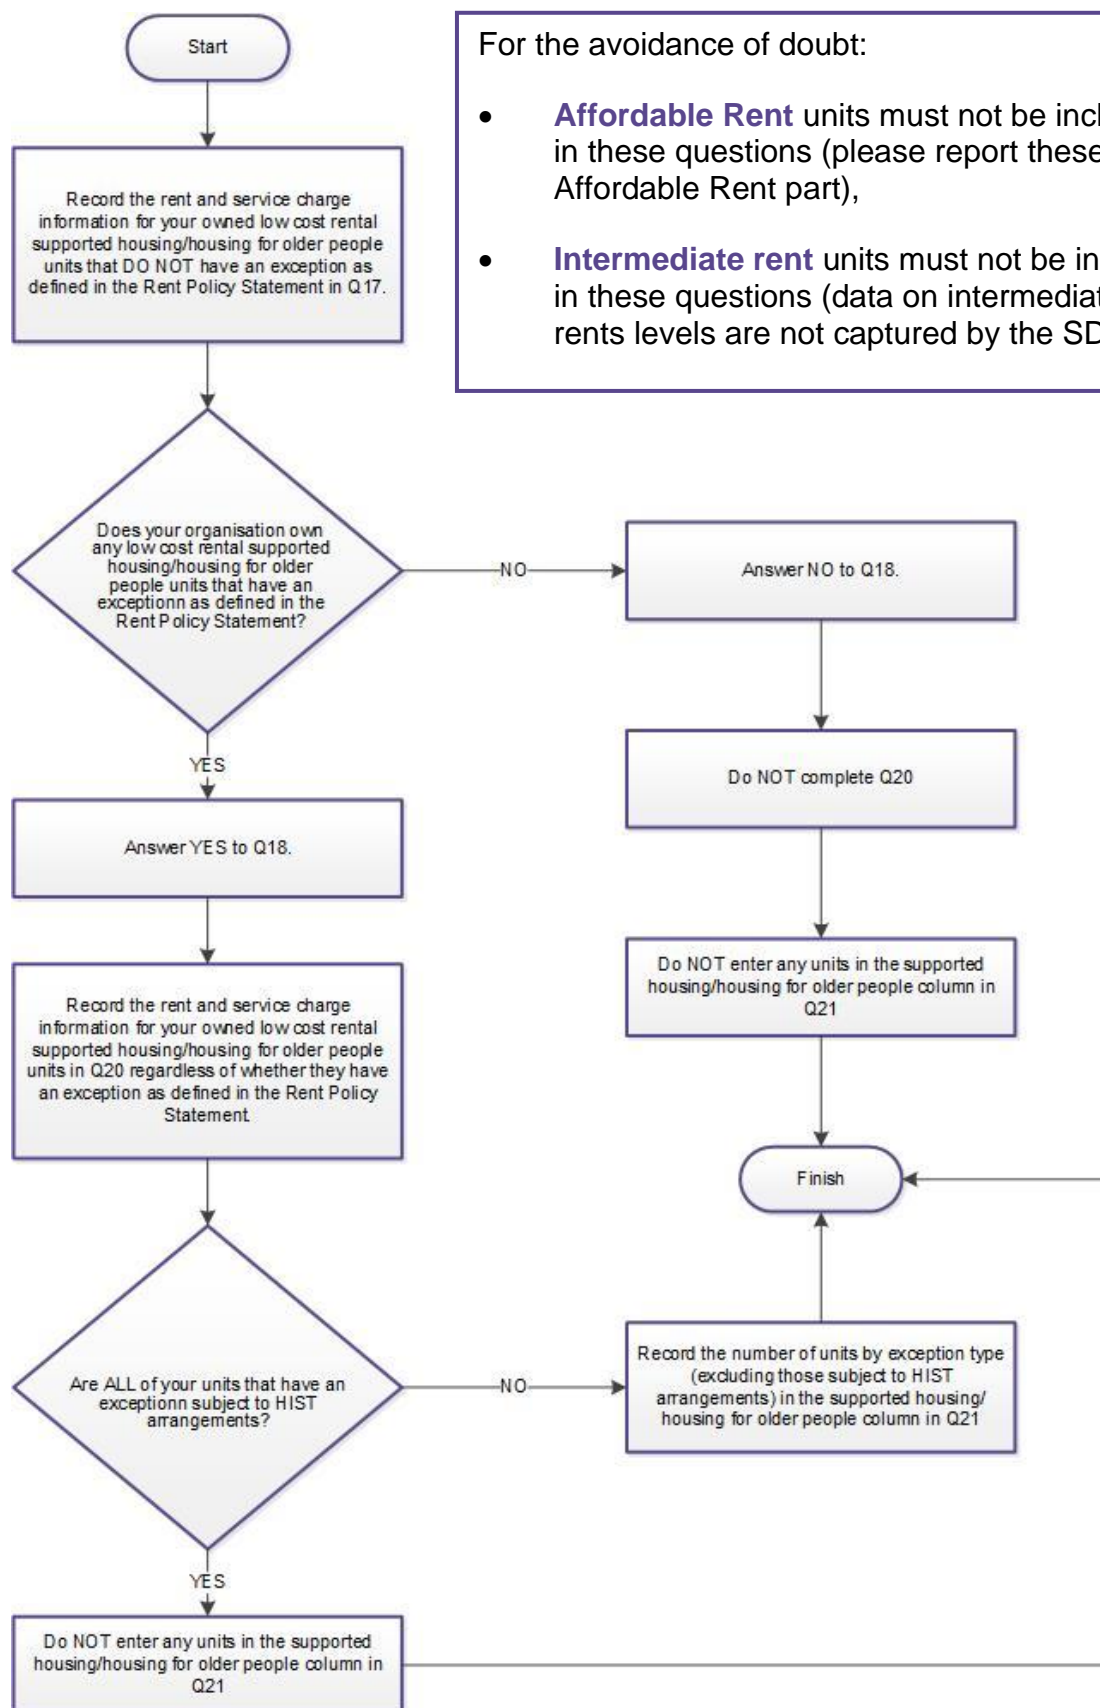 Start
For the avoidance of doubt:
• Affordable Rent units must not be incl
in these questions (please report these
Affordable Rent part),
• Intermediate rent units must not be in
in these questions (data on intermediat
rents levels are not captured by the SD
Record the rent and service charge
information for your owned low cost rental
supported housing/housing for older people
units that DO NOT have an exception as
defined in the Rent Policy Statement in Q17.
Does your organisation own
any low cost rental supported
housing/housing for older
people units that have an
exceptionn as defined in the
Rent Policy Statement?
NO
Answer NO to Q18.
Do NOT complete Q20
YES
Answer YES to Q18.
Do NOT enter any units in the supported
housing/housing for older people column in
Q21
Record the rent and service charge
information for your owned low cost rental
supported housing/housing for older people
units in Q20 regardless of whether they have
an exception as defined in the Rent Policy
Statement.
Finish
Are ALL of your units that have an
exceptionn subject to HIST
arrangements?
NO
Record the number of units by exception type
(excluding those subject to HIST
arrangements) in the supported housing/
housing for older people column in Q21
YES
Do NOT enter any units in the supported
housing/housing for older people column in
Q21